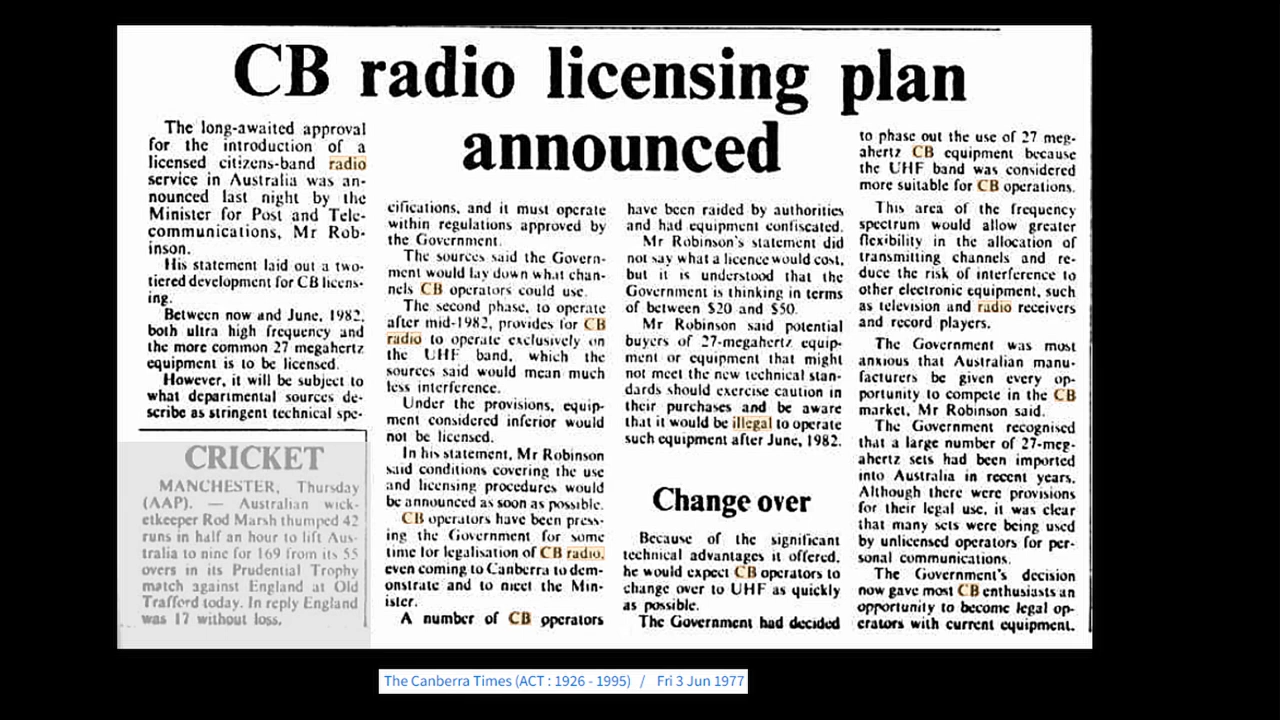 CB radio licensing plan
announced
The long-awaited approval
for the introduction of a
licensed citizens-band radio
service in Australia was an-
nounced last night by the
Minister for Post and Tele-
communications, Mr Rob-
inson.
His statement laid out a two-
tiered development for CB licens-
ing.
Between now and June, 1982,
both ultra high frequency and
the more common 27 megahertz
equipment is to be licensed.
However, it will be subject to
what departmental sources de-
scribe as stringent technical spe-
cifications, and it must operate
within regulations approved by
the Government.
The sources said the Govern-
ment would lay down what chan-
nels CB operators could use.
The second phase, to operate
after mid-1982, provides for CB
radio to operate exclusively on
the UHF band, which the
sources said would mean much
less interference.
Under the provisions, equip-
ment considered inferior would
not be licensed.
In his statement, Mr Robinson
said conditions covering the use
and licensing procedures would
be announced as soon as possible.
CB operators have been press-
ing the Government for some
time for legalisation of CB radio,
even coming to Canberra to dem-
onstrate and to meet the Min-
ister.
A number of CB operators
have been raided by authorities
and had equipment confiscated.
Mr Robinson's statement did
not say what a licence would cost,
but it is understood that the
Government is thinking in terms
of between $20 and $50.
Mr Robinson said potential
buyers of 27-megahertz equip-
ment or equipment that might
not meet the new technical stan-
dards should exercise caution in
their purchases and be aware
that it would be illegal to operate
such equipment after June, 1982.
Change over
Because of the significant
technical advantages it offered,
he would expect CB operators to
change over to UHF as quickly
as possible.
The Government had decided
to phase out the use of 27 meg-
ahertz CB equipment because
the UHF band was considered
more suitable for CB operations.
This area of the frequency
spectrum would allow greater
flexibility in the allocation of
transmitting channels and re-
duce the risk of interference to
other electronic equipment, such
as television and radio receivers
and record players.
The Government was most
anxious that Australian manu-
facturers be given every op-
portunity to compete in the CB
market, Mr Robinson said.
The Government recognised
that a large number of 27-meg-
ahertz sets had been imported
into Australia in recent years.
Although there were provisions
for their legal use, it was clear
that many sets were being used
by unlicensed operators for per-
sonal communications.
The Government's decision
now gave most CB enthusiasts an
opportunity to become legal op-
erators with current equipment.
CRICKET
MANCHESTER, Thursday
(AAP). — Australian wick-
etkeeper Rod Marsh thumped 42
runs in half an hour to lift Aus-
tralia to nine for 169 from its 55
overs in its Prudential Trophy
match against England at Old
Trafford today. In reply England
was 17 without loss.
The Canberra Times (ACT : 1926 - 1995) / Fri 3 Jun 1977